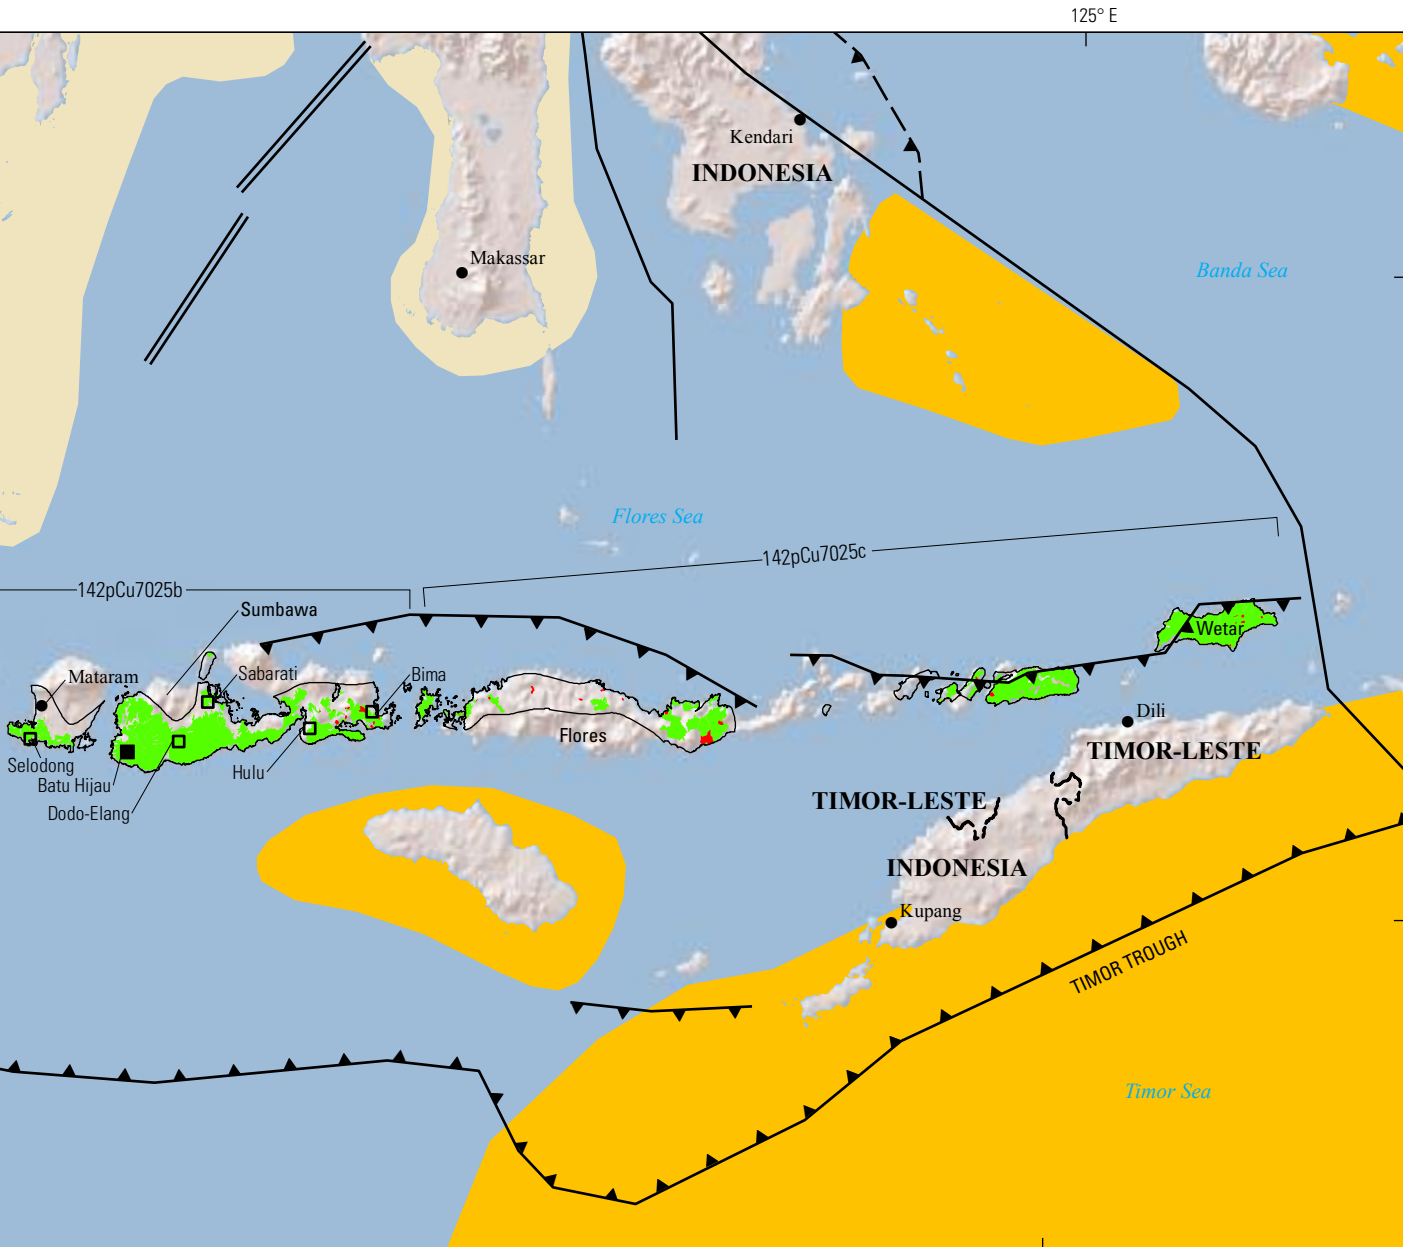 125° E
Kendari
INDONESIA
Makassar
Banda Sea
Flores Sea
142pCu7025c
142pCu7025b
Sumbawa
Wetar
Mataram
Sabarati
Bima
Dili
Flores
TIMOR-LESTE
Selodong
Batu Hijau
Hulu
Dodo-Elang
TIMOR-LESTE
INDONESIA
Kupang
TIMOR TROUGH
Timor Sea